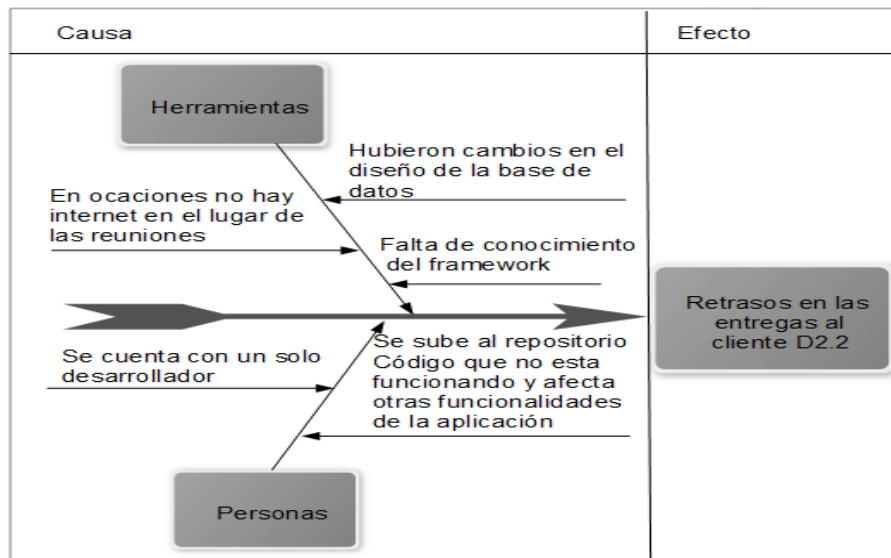 Causa
Efecto
Herramientas
Hubieron cambios en el
diseño de la base de
datos
En ocaciones no hay
internet en el lugar de
las reuniones
Falta de conocimiento
del framework
Retrasos en las
entregas al
cliente D2.2
Se cuenta con un solo
desarrollador
Se sube al repositorio
Código que no esta
funcionando y afecta
otras funcionalidades
de la aplicación
Personas